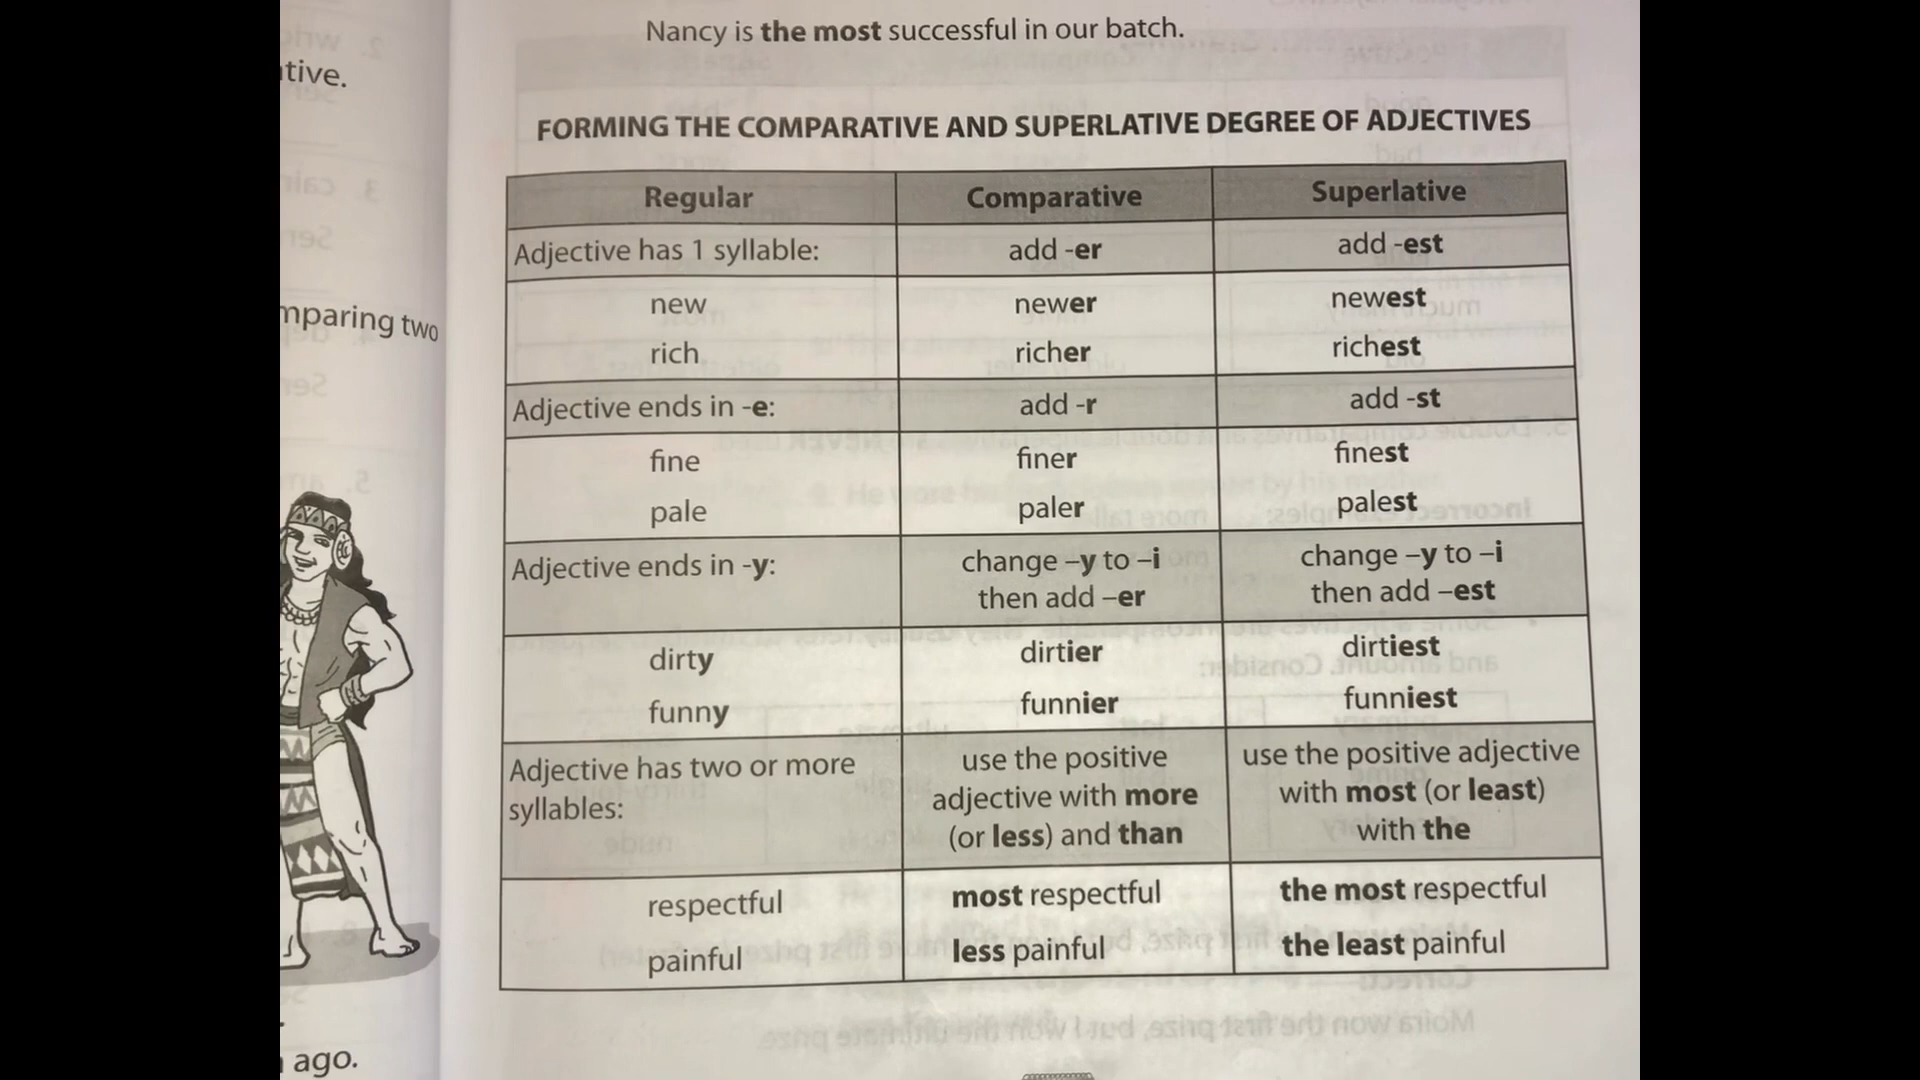 tive.
mparing two
ago.
Nancy is the most successful in our batch.
FORMING THE COMPARATIVE AND SUPERLATIVE DEGREE OF ADJECTIVES
Regular Comparative Superlative
Adjective has 1 syllable: add -er add -est
new newer newest
rich richer richest
Adjective ends in -e: add -r add -st
fine finer finest
pale paler palest
Adjective ends in -y: change –y to –i change –y to –i
then add –er then add –est
dirty dirtier dirtiest
funny funnier funniest
Adjective has two or more use the positive use the positive adjective
syllables: adjective with more with most (or least)
(or less) and than with the
respectful most respectful the most respectful
painful less painful the least painful